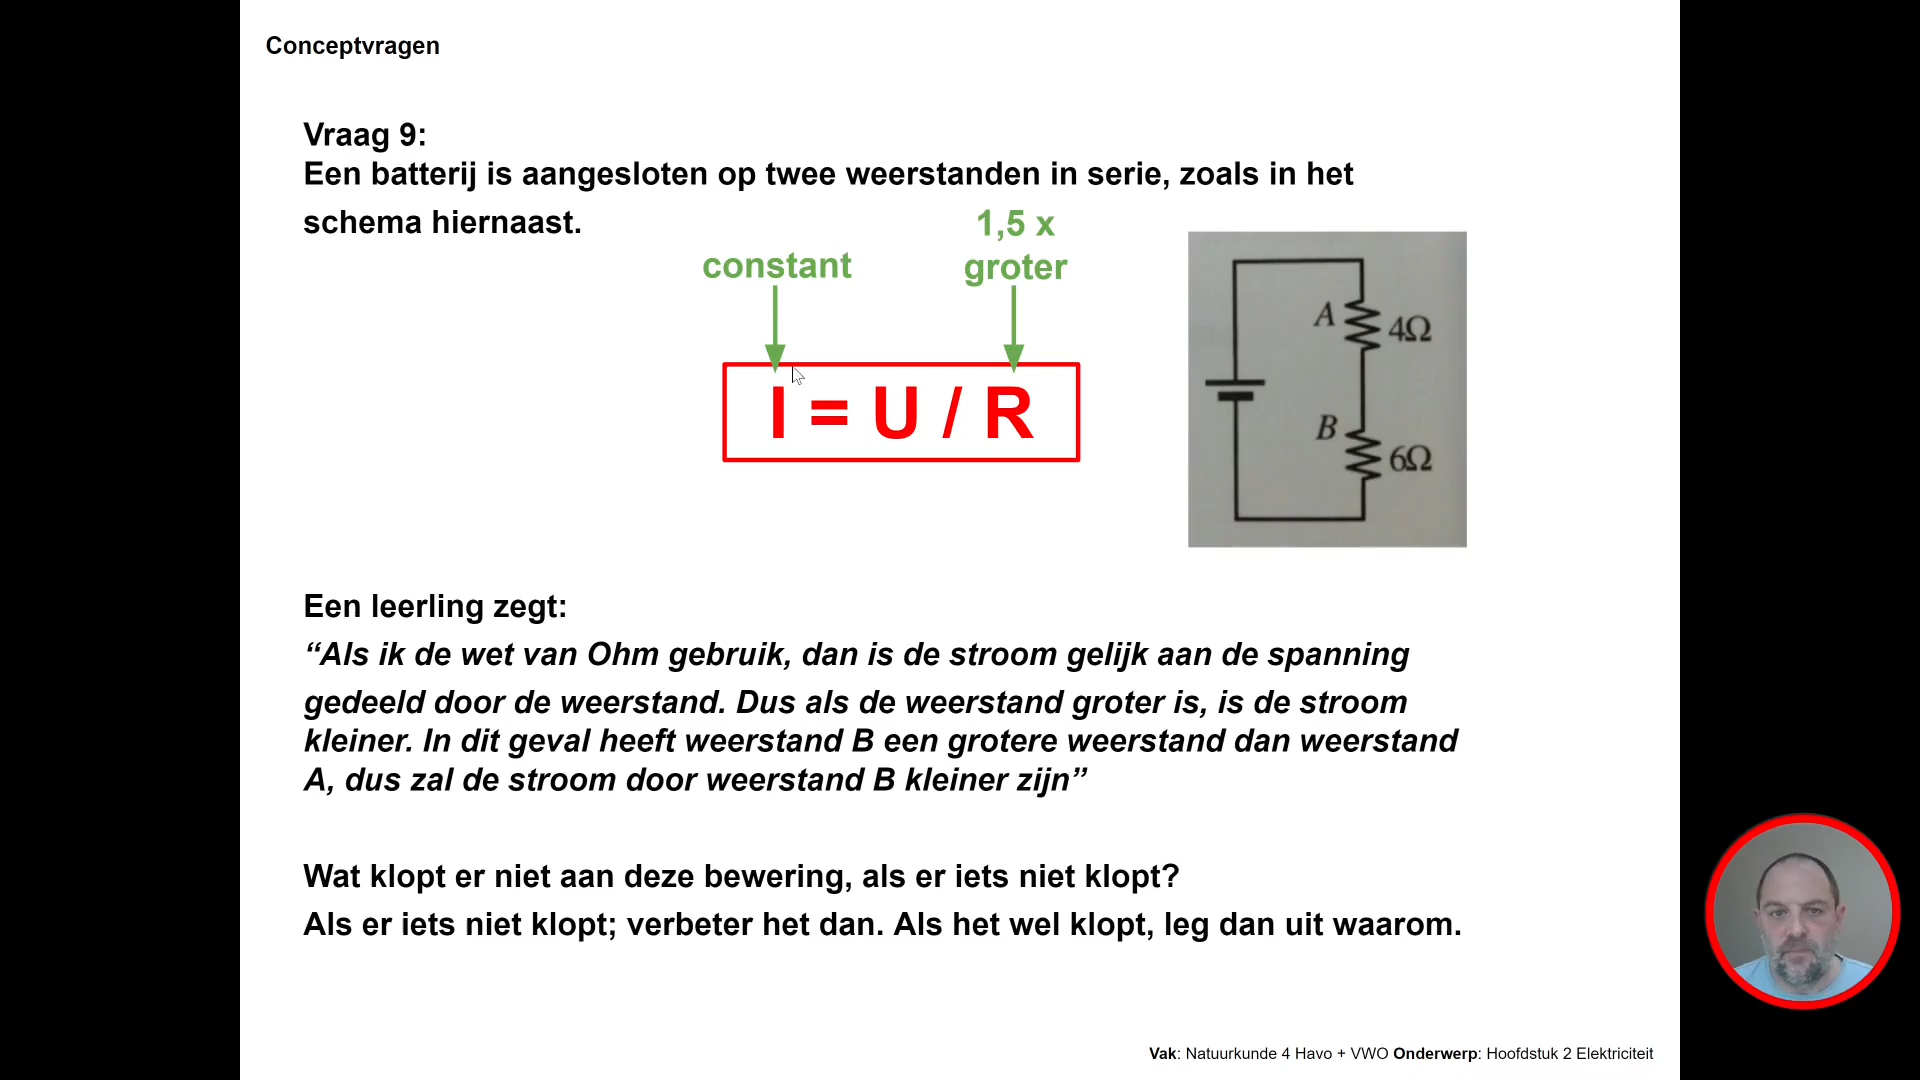 Conceptvragen
Vraag 9:
Een batterij is aangesloten op twee weerstanden in serie, zoals in het
schema hiernaast.
1,5 x
constant
groter
I = U / R
A
4Ω
B
6Ω
Een leerling zegt:
“Als ik de wet van Ohm gebruik, dan is de stroom gelijk aan de spanning
gedeeld door de weerstand. Dus als de weerstand groter is, is de stroom
kleiner. In dit geval heeft weerstand B een grotere weerstand dan weerstand
A, dus zal de stroom door weerstand B kleiner zijn”
Wat klopt er niet aan deze bewering, als er iets niet klopt?
Als er iets niet klopt; verbeter het dan. Als het wel klopt, leg dan uit waarom.
Vak: Natuurkunde 4 Havo + VWO Onderwerp: Hoofdstuk 2 Elektriciteit